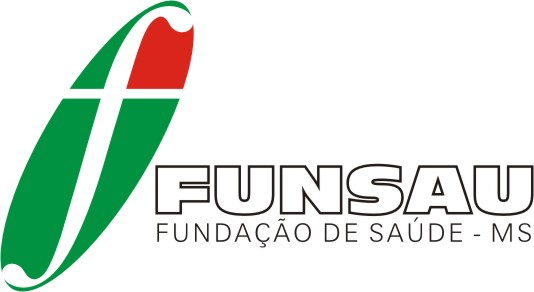 f
FUNSAU
FUNDAÇÃO DE SAÚDE - MS